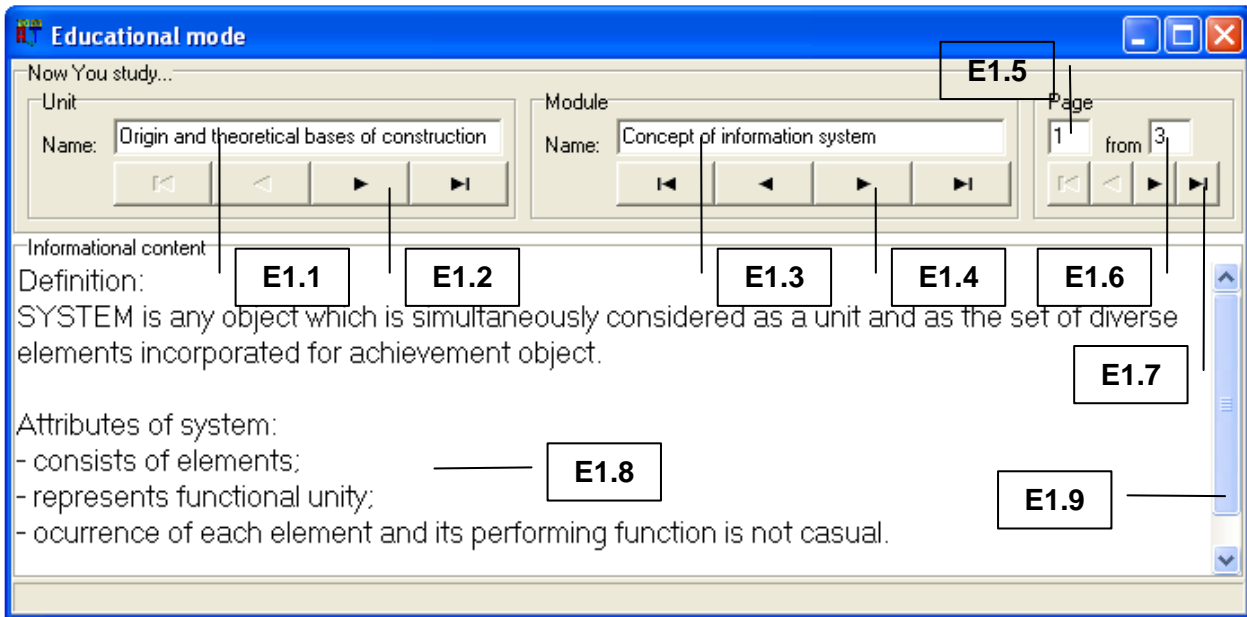 Educational mode
Now You study...
Unit
Name: Origin and theoretical bases of construction
Module
Name: Concept of information system
Page
1 from 3
E1.5
Informational content
E1.1
E1.2
E1.3
E1.4
E1.6
Definition:
SYSTEM is any object which is simultaneously considered as a unit and as the set of diverse
elements incorporated for achievement object.
E1.7
Attributes of system:
- consists of elements;
E1.8
- represents functional unity;
E1.9
- ocurrence of each element and its performing function is not casual.